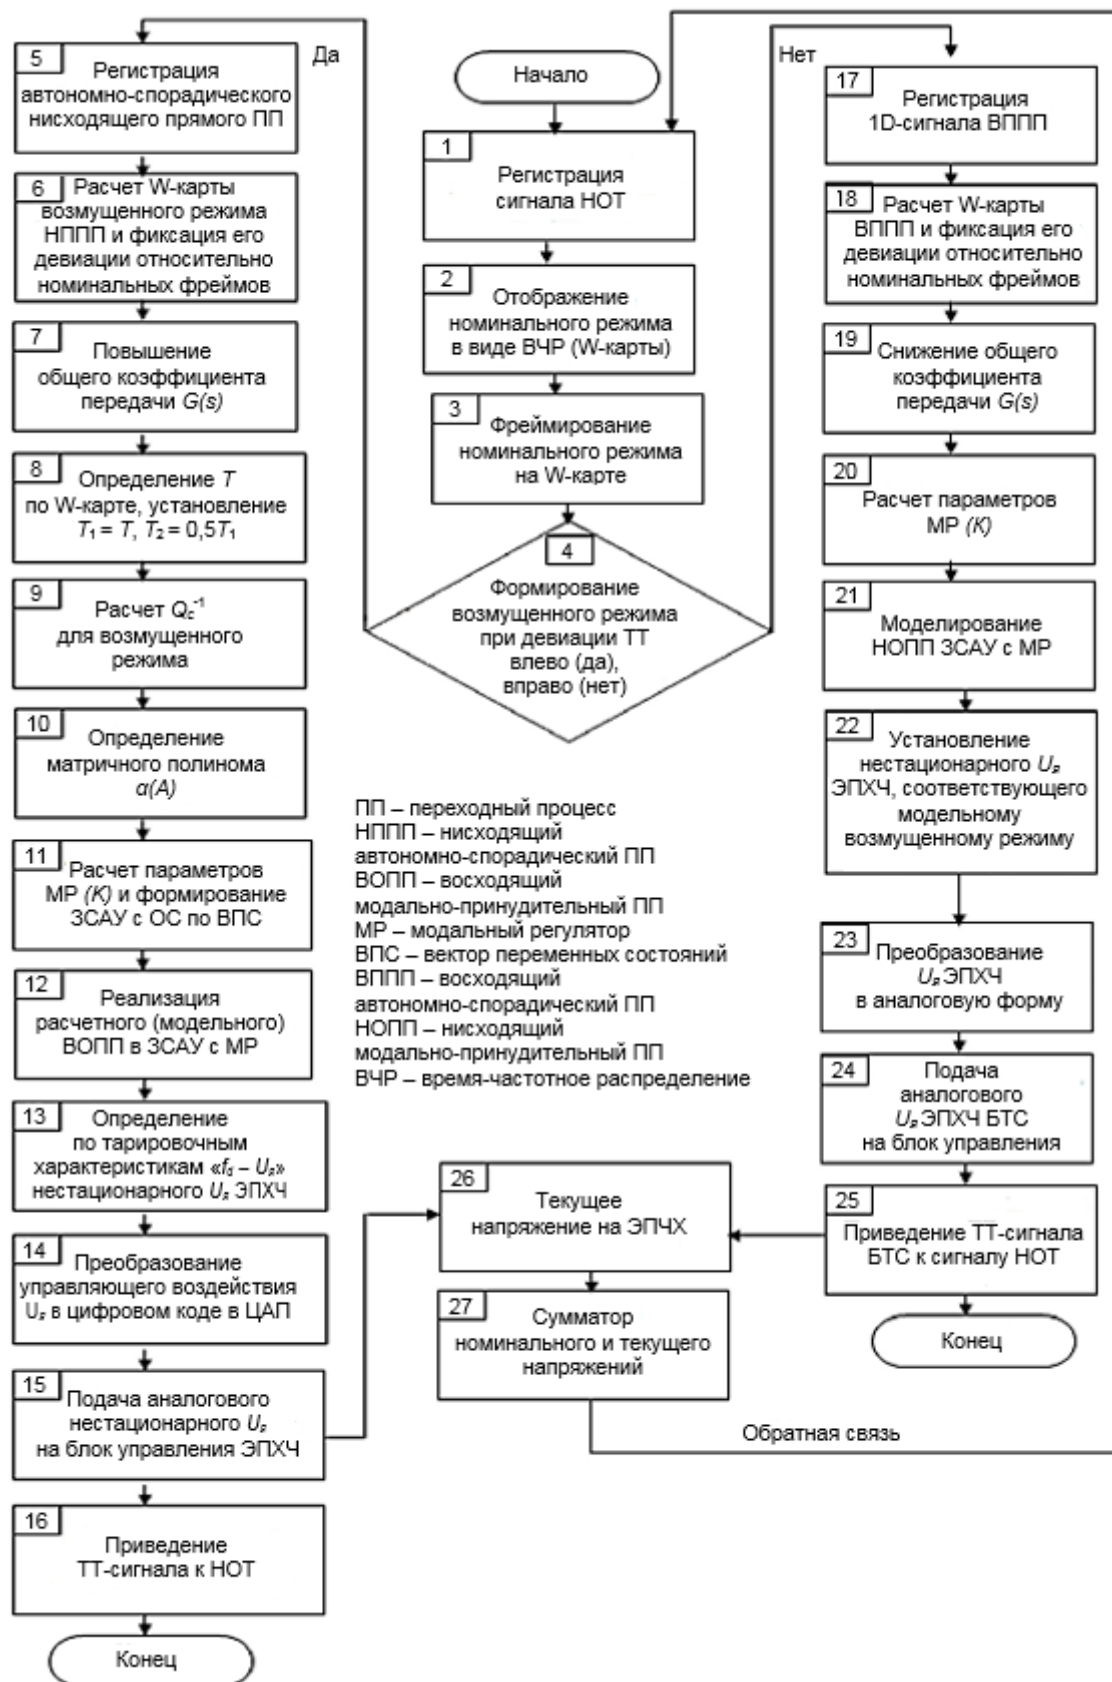 Начало
1
Регистрация
сигнала НОТ
2
Отображение
номинального режима
в виде ВЧР (W-карты)
3
Фреймирование
номинального режима
на W-карте
4
Формирование
возмущенного режима
при девиации ТТ
влево (да),
вправо (нет)
Да
5
Регистрация
автономно-спорадического
нисходящего прямого ПП
6
Расчет W-карты
возмущенного режима
НППП и фиксация его
девиации относительно
номинальных фреймов
7
Повышение
общего коэффициента
передачи G(s)
8
Определение T
по W-карте, установление
T₁ = T, T₂ = 0,5T₁
9
Расчет Qc⁻¹
для возмущенного
режима
10
Определение
матричного полинома
α(A)
11
Расчет параметров
МР (K) и формирование
ЗСАУ с ОС по ВПС
12
Реализация
расчетного (модельного)
ВОПП в ЗСАУ с МР
13
Определение
по тарировочным
характеристикам «fd – Uя»
нестационарного Uя ЭПХЧ
14
Преобразование
управляющего воздействия
Uя в цифровом коде в ЦАП
15
Подача аналогового
нестационарного Uя
на блок управления ЭПХЧ
16
Приведение
ТТ-сигнала к НОТ
Конец
Нет
17
Регистрация
1D-сигнала ВППП
18
Расчет W-карты
ВППП и фиксация его
девиации относительно
номинальных фреймов
19
Снижение общего
коэффициента
передачи G(s)
20
Расчет параметров
МР (K)
21
Моделирование
НОПП ЗСАУ с МР
22
Установление
нестационарного Uя
ЭПХЧ, соответствующего
модельному
возмущенному режиму
23
Преобразование
Uя ЭПХЧ
в аналоговую форму
24
Подача
аналогового
Uя ЭПХЧ БТС
на блок управления
25
Приведение ТТ-сигнала
БТС к сигналу НОТ
Конец
26
Текущее
напряжение на ЭПЧХ
27
Сумматор
номинального и текущего
напряжений
Обратная связь
ПП – переходный процесс
НППП – нисходящий
автономно-спорадический ПП
ВОПП – восходящий
модально-принудительный ПП
МР – модальный регулятор
ВПС – вектор переменных состояний
ВППП – восходящий
автономно-спорадический ПП
НОПП – нисходящий
модально-принудительный ПП
ВЧР – время-частотное распределение